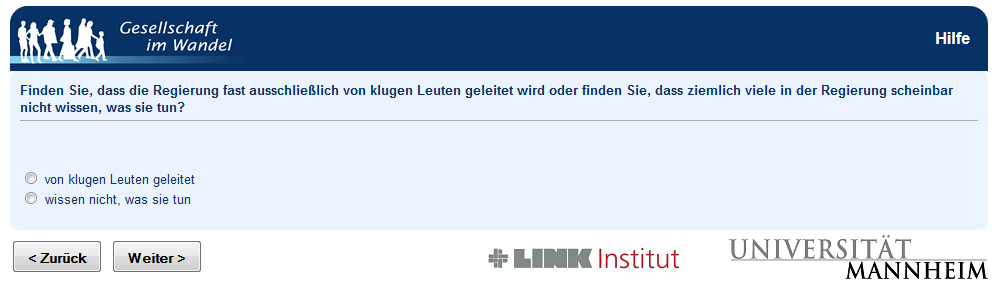 Gesellschaft
im Wandel
Hilfe
Finden Sie, dass die Regierung fast ausschließlich von klugen Leuten geleitet wird oder finden Sie, dass ziemlich viele in der Regierung scheinbar
nicht wissen, was sie tun?
von klugen Leuten geleitet
wissen nicht, was sie tun
< Zurück
Weiter >
LINK Institut
UNIVERSITÄT
MANNHEIM